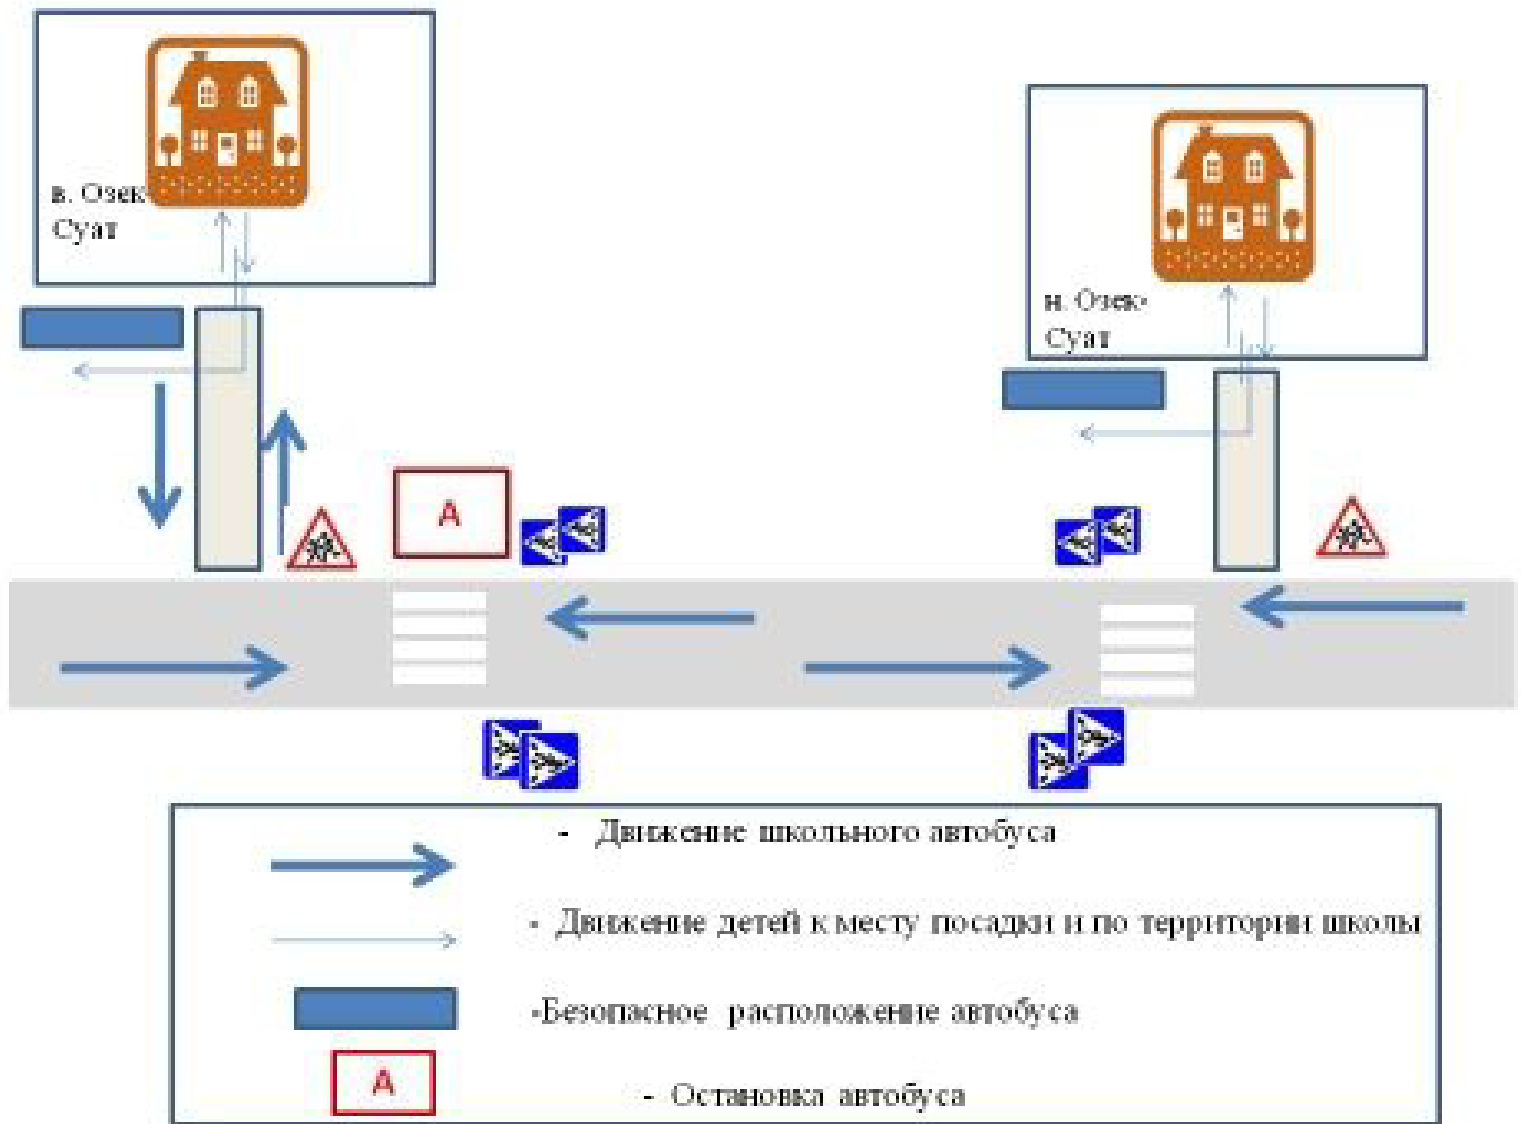 в. Озек-
Суат
н. Озек-
Суат
А
- Движение школьного автобуса
- Движение детей к месту посадки и по территории школы
-Безопасное расположение автобуса
А
- Остановка автобуса